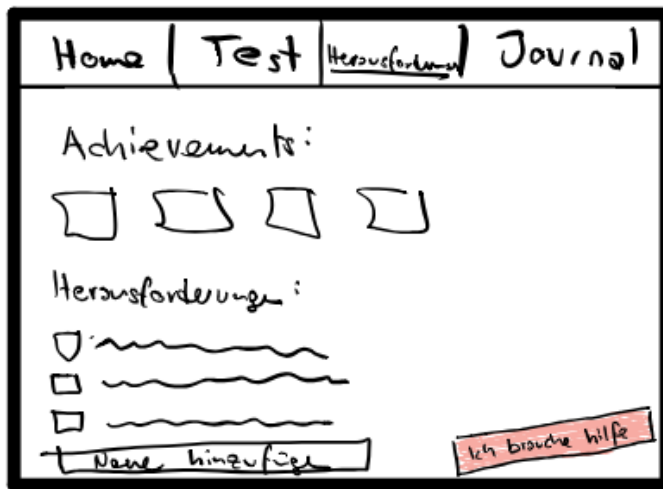 Home Test Herausforderungen Journal
Achievements:
Herausforderungen:
Neue hinzufügen
Ich brauche hilfe